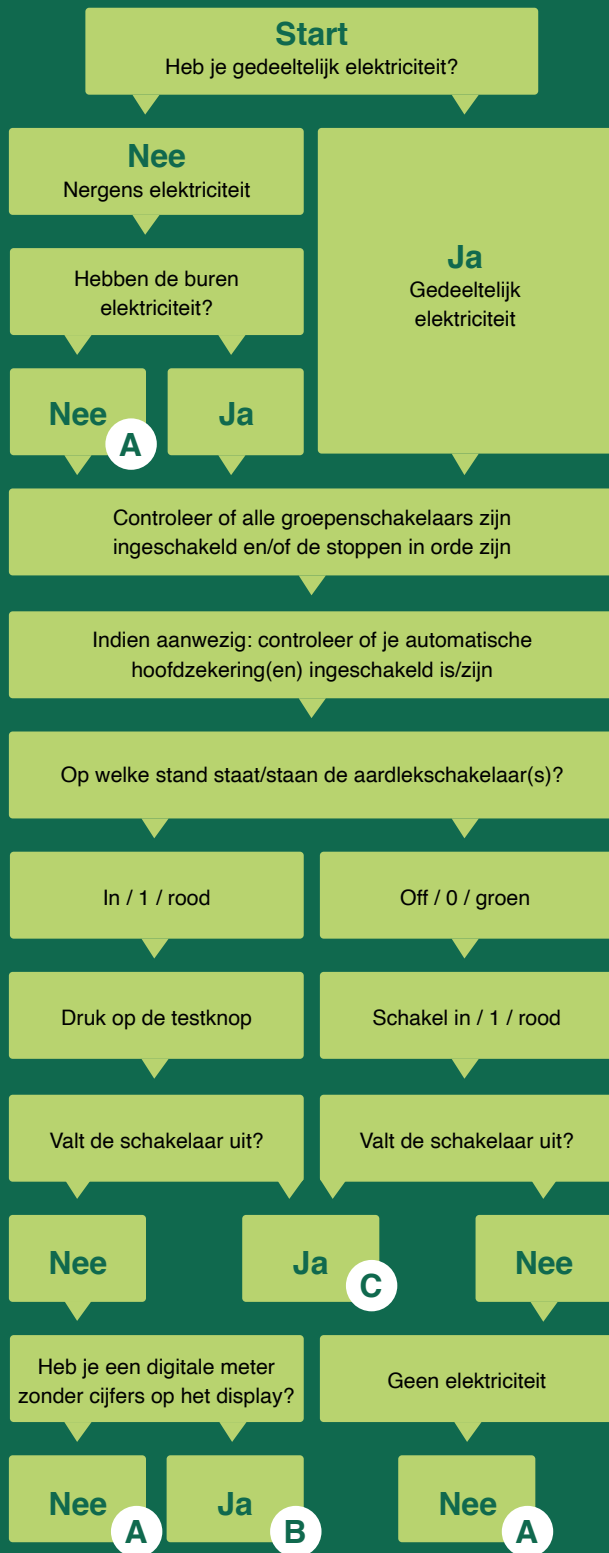 Start
Heb je gedeeltelijk elektriciteit?
Nee
Nergens elektriciteit
Ja
Gedeeltelijk
elektriciteit
Hebben de buren
elektriciteit?
Nee
A
Ja
Controleer of alle groepenschakelaars zijn
ingeschakeld en/of de stoppen in orde zijn
Indien aanwezig: controleer of je automatische
hoofdzekering(en) ingeschakeld is/zijn
Op welke stand staat/staan de aardlekschakelaar(s)?
In / 1 / rood
Off / 0 / groen
Druk op de testknop
Schakel in / 1 / rood
Valt de schakelaar uit?
Valt de schakelaar uit?
Nee
Ja
C
Nee
Heb je een digitale meter
zonder cijfers op het display?
Geen elektriciteit
Nee
A
Ja
B
Nee
A